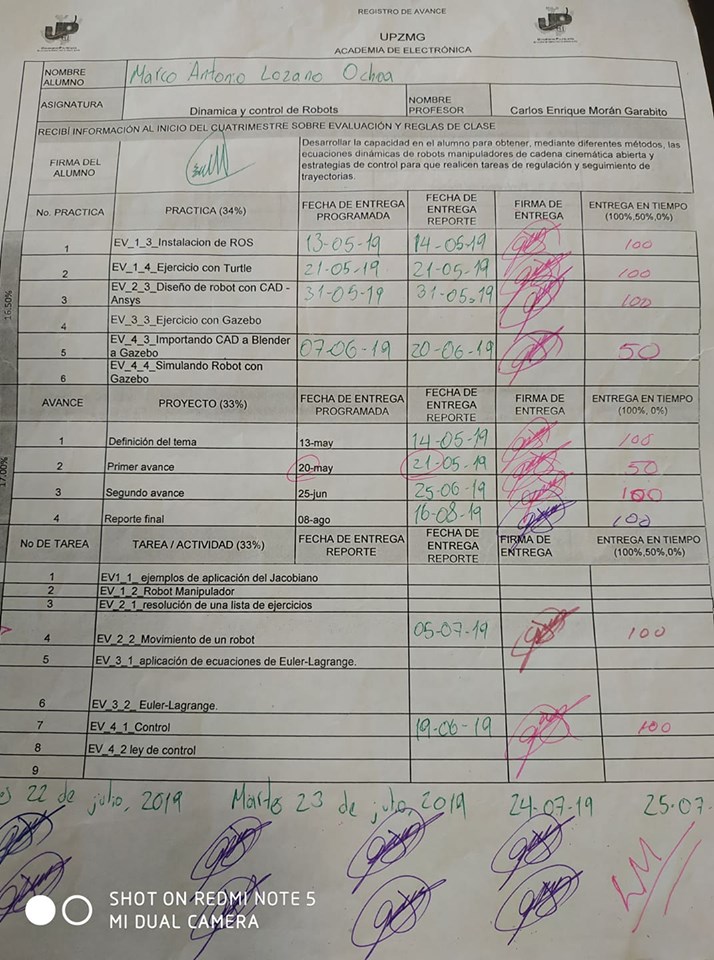 REGISTRO DE AVANCE
UPZMG
ACADEMIA DE ELECTRÓNICA
NOMBRE ALUMNO Marco Antonio Lozano Ochoa
ASIGNATURA Dinamica y control de Robots NOMBRE PROFESOR Carlos Enrique Morán Garabito
RECIBÍ INFORMACIÓN AL INICIO DEL CUATRIMESTRE SOBRE EVALUACIÓN Y REGLAS DE CLASE
FIRMA DEL ALUMNO
Desarrollar la capacidad en el alumno para obtener, mediante diferentes métodos, las
ecuaciones dinámicas de robots manipuladores de cadena cinemática abierta y
estrategias de control para que realicen tareas de regulación y seguimiento de
trayectorias.
No. PRACTICA PRACTICA (34%) FECHA DE ENTREGA PROGRAMADA FECHA DE ENTREGA REPORTE FIRMA DE ENTREGA ENTREGA EN TIEMPO (100%,50%,0%)
16.50%
1 EV_1_3_Instalacion de ROS 13-05-19 14-05-19 100
2 EV_1_4_Ejercicio con Turtle 21-05-19 21-05-19 100
3 EV_2_3_Diseño de robot con CAD - Ansys 31-05-19 31-05-19 100
4 EV_3_3_Ejercicio con Gazebo
5 EV_4_3_Importando CAD a Blender a Gazebo 07-06-19 20-06-19 50
6 EV_4_4_Simulando Robot con Gazebo
AVANCE PROYECTO (33%) FECHA DE ENTREGA PROGRAMADA FECHA DE ENTREGA REPORTE FIRMA DE ENTREGA ENTREGA EN TIEMPO (100%, 0%)
17.00%
1 Definición del tema 13-may 14-05-19 100
2 Primer avance 20-may 21-05-19 50
3 Segundo avance 25-jun 25-06-19 100
4 Reporte final 08-ago 16-08-19 100
No DE TAREA TAREA / ACTIVIDAD (33%) FECHA DE ENTREGA REPORTE FECHA DE ENTREGA REPORTE FIRMA DE ENTREGA ENTREGA EN TIEMPO (100%,50%,0%)
1 EV1_1_ ejemplos de aplicación del Jacobiano
2 EV_1_2_Robot Manipulador
3 EV_2_1_resolución de una lista de ejercicios
4 EV_2_2_Movimiento de un robot 05-07-19 100
5 EV_3_1_aplicación de ecuaciones de Euler-Lagrange.
6 EV_3_2_ Euler-Lagrange.
7 EV_4_1_Control 19-06-19 100
8 EV_4_2 ley de control
9
22 de julio, 2019 Martes 23 de julio, 2019 24-07-19 25-07-
SHOT ON REDMI NOTE 5
MI DUAL CAMERA